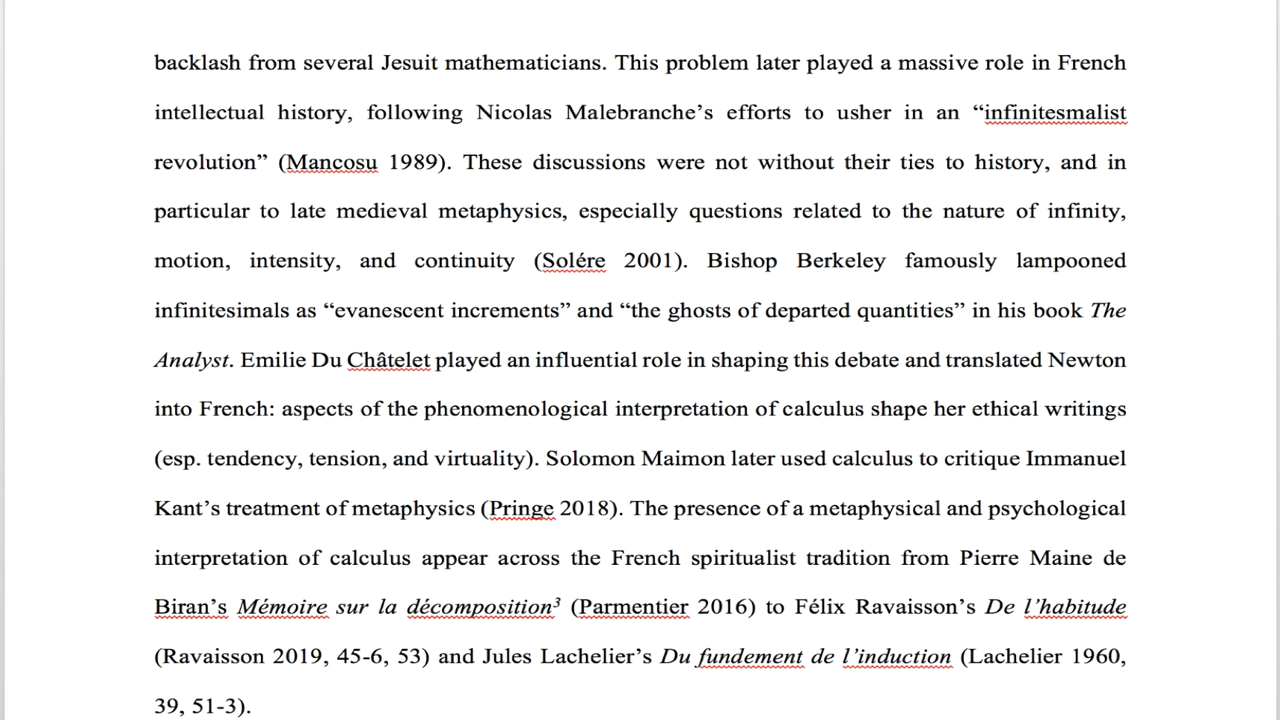 backlash from several Jesuit mathematicians. This problem later played a massive role in French
intellectual history, following Nicolas Malebranche’s efforts to usher in an “infinitesmalist
revolution” (Mancosu 1989). These discussions were not without their ties to history, and in
particular to late medieval metaphysics, especially questions related to the nature of infinity,
motion, intensity, and continuity (Solére 2001). Bishop Berkeley famously lampooned
infinitesimals as “evanescent increments” and “the ghosts of departed quantities” in his book The
Analyst. Emilie Du Châtelet played an influential role in shaping this debate and translated Newton
into French: aspects of the phenomenological interpretation of calculus shape her ethical writings
(esp. tendency, tension, and virtuality). Solomon Maimon later used calculus to critique Immanuel
Kant’s treatment of metaphysics (Pringe 2018). The presence of a metaphysical and psychological
interpretation of calculus appear across the French spiritualist tradition from Pierre Maine de
Biran’s Mémoire sur la décomposition³ (Parmentier 2016) to Félix Ravaisson’s De l’habitude
(Ravaisson 2019, 45-6, 53) and Jules Lachelier’s Du fundement de l’induction (Lachelier 1960,
39, 51-3).